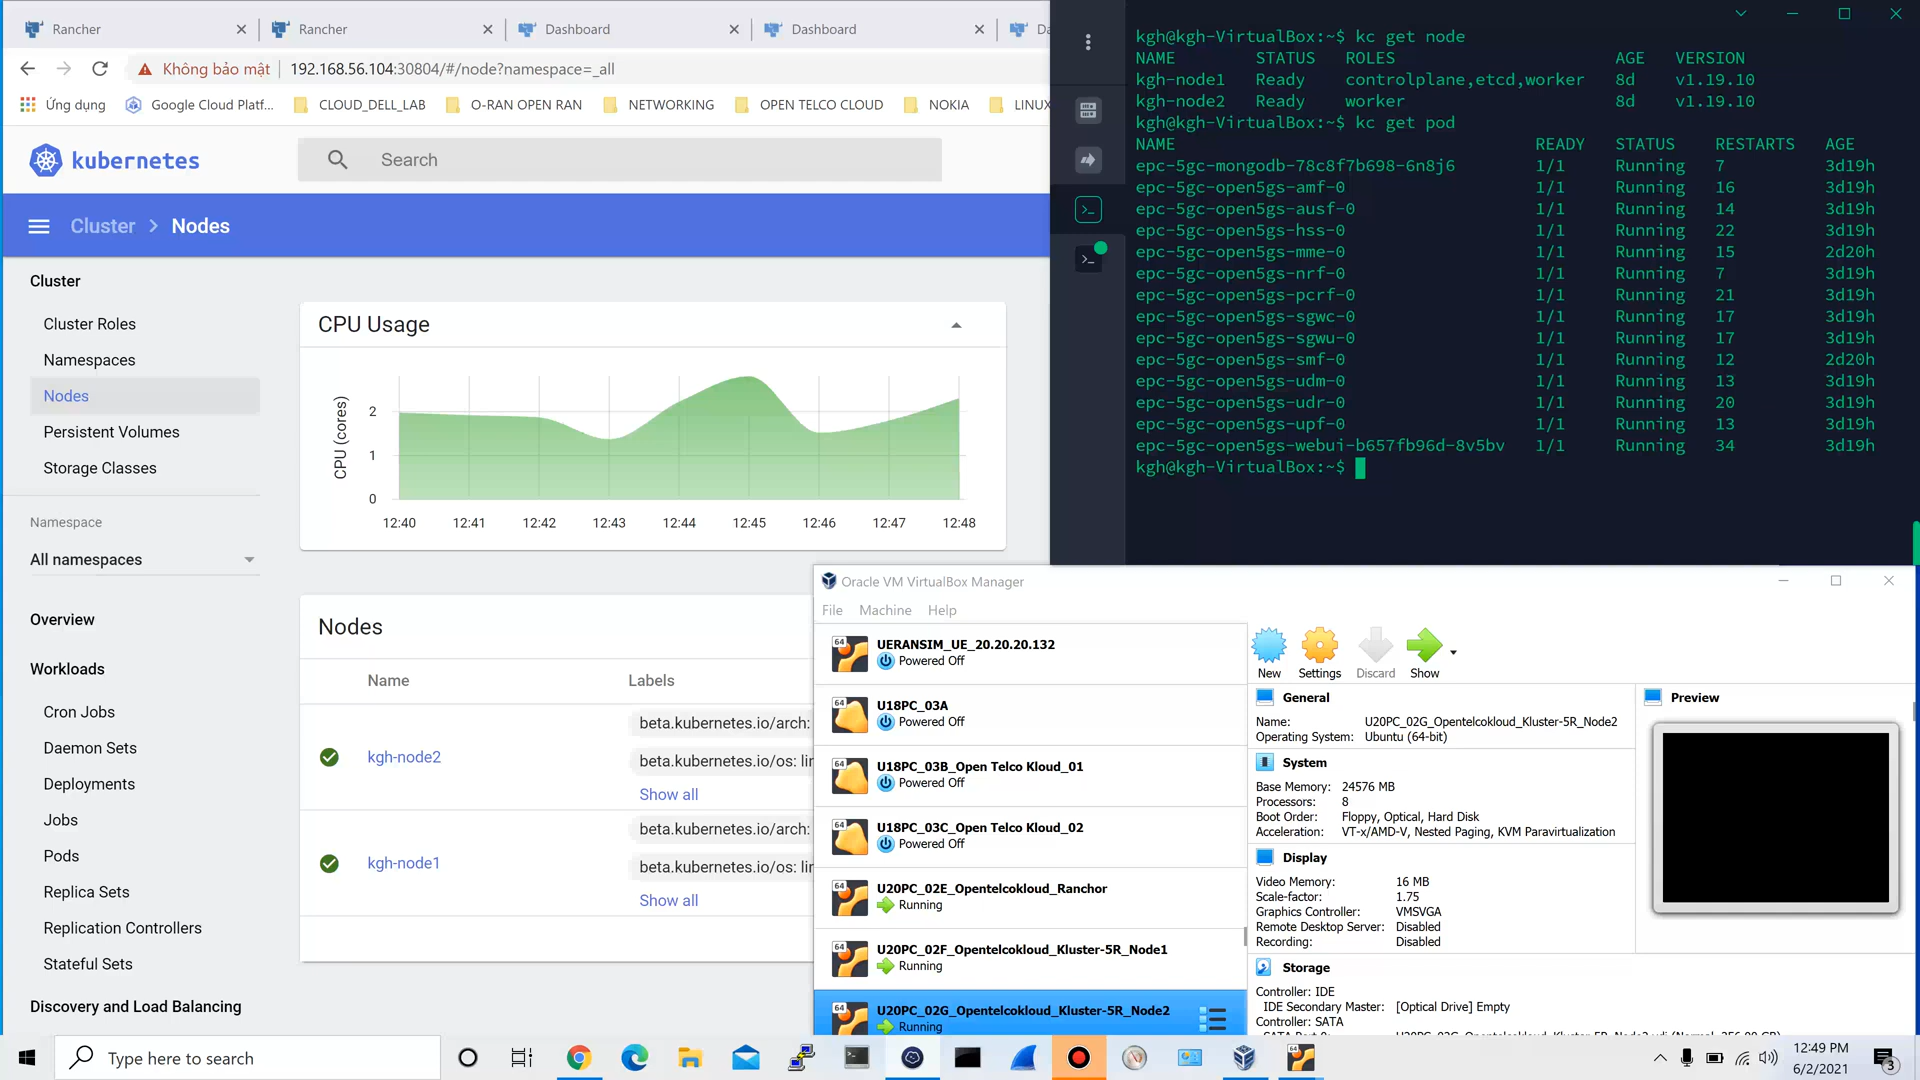 Rancher
Rancher
Dashboard
Dashboard
Không bảo mật
192.168.56.104:30804/#/node?namespace=_all
Ứng dụng
Google Cloud Platf...
CLOUD_DELL_LAB
O-RAN OPEN RAN
NETWORKING
OPEN TELCO CLOUD
NOKIA
LINUX
kubernetes
Search
Cluster
Nodes
Cluster
Cluster Roles
Namespaces
Nodes
Persistent Volumes
Storage Classes
Namespace
All namespaces
Overview
Workloads
Cron Jobs
Daemon Sets
Deployments
Jobs
Pods
Replica Sets
Replication Controllers
Stateful Sets
Discovery and Load Balancing
CPU Usage
CPU (cores)
2
1
0
12:40 12:41 12:42 12:43 12:44 12:45 12:46 12:47 12:48
Nodes
Name Labels
beta.kubernetes.io/arch:
kgh-node2
beta.kubernetes.io/os: lin
Show all
beta.kubernetes.io/arch:
kgh-node1
beta.kubernetes.io/os: lin
Show all
kgh@kgh-VirtualBox:~$ kc get node
NAME STATUS ROLES AGE VERSION
kgh-node1 Ready controlplane,etcd,worker 8d v1.19.10
kgh-node2 Ready worker 8d v1.19.10
kgh@kgh-VirtualBox:~$ kc get pod
NAME READY STATUS RESTARTS AGE
epc-5gc-mongodb-78c8f7b698-6n8j6 1/1 Running 7 3d19h
epc-5gc-open5gs-amf-0 1/1 Running 16 3d19h
epc-5gc-open5gs-ausf-0 1/1 Running 14 3d19h
epc-5gc-open5gs-hss-0 1/1 Running 22 3d19h
epc-5gc-open5gs-mme-0 1/1 Running 15 2d20h
epc-5gc-open5gs-nrf-0 1/1 Running 7 3d19h
epc-5gc-open5gs-pcrf-0 1/1 Running 21 3d19h
epc-5gc-open5gs-sgwc-0 1/1 Running 17 3d19h
epc-5gc-open5gs-sgwu-0 1/1 Running 17 3d19h
epc-5gc-open5gs-smf-0 1/1 Running 12 2d20h
epc-5gc-open5gs-udm-0 1/1 Running 13 3d19h
epc-5gc-open5gs-udr-0 1/1 Running 20 3d19h
epc-5gc-open5gs-upf-0 1/1 Running 13 3d19h
epc-5gc-open5gs-webui-b657fb96d-8v5bv 1/1 Running 34 3d19h
kgh@kgh-VirtualBox:~$
Oracle VM VirtualBox Manager
File Machine Help
UERANSIM_UE_20.20.20.132
Powered Off
U18PC_03A
Powered Off
U18PC_03B_Open Telco Kloud_01
Powered Off
U18PC_03C_Open Telco Kloud_02
Powered Off
U20PC_02E_Opentelcokloud_Ranchor
Running
U20PC_02F_Opentelcokloud_Kluster-5R_Node1
Running
U20PC_02G_Opentelcokloud_Kluster-5R_Node2
Running
New Settings Discard Show
General
Name: U20PC_02G_Opentelcokloud_Kluster-5R_Node2
Operating System: Ubuntu (64-bit)
System
Base Memory: 24576 MB
Processors: 8
Boot Order: Floppy, Optical, Hard Disk
Acceleration: VT-x/AMD-V, Nested Paging, KVM Paravirtualization
Display
Video Memory: 16 MB
Scale-factor: 1.75
Graphics Controller: VMSVGA
Remote Desktop Server: Disabled
Recording: Disabled
Storage
Controller: IDE
IDE Secondary Master: [Optical Drive] Empty
Controller: SATA
Preview
Type here to search
12:49 PM
6/2/2021
3